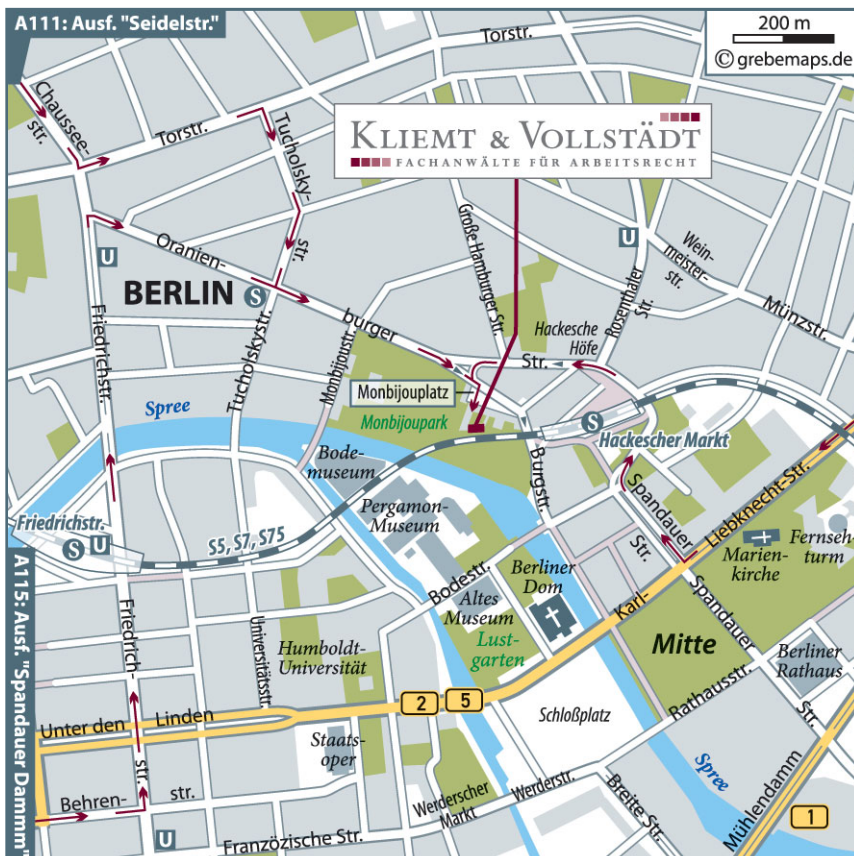 A111: Ausf. "Seidelstr."
200 m
© grebemaps.de
Torstr.
Chaussee-
str.
Torstr.
Tucholsky-
str.
KLIEMT & VOLLSTÄDT
FACHANWÄLTE FÜR ARBEITSRECHT
U
Oranien-
U
Wein-
meister-
str.
BERLIN
S
Große Hamburger Str.
Rosenthaler
Str.
Münzstr.
Friedrichstr.
Tucholskystr.
Monbijoustr.
burger
Str.
Hackesche
Höfe
Monbijouplatz
Monbijoupark
Spree
S
Hackescher Markt
Bode-
museum
Burgstr.
Spandauer
Str.
Liebknecht-Str.
Friedrichstr.
S
U
S5, S7, S75
Pergamon-
Museum
Marien-
kirche
Fernseh-
turm
A115: Ausf. "Spandauer Dammm"
Friedrich-
str.
Universitätsstr.
Humboldt-
Universität
Bodestr.
Altes
Museum
Lust-
garten
Berliner
Dom
Karl-
Spandauer
Str.
Mitte
Berliner
Rathaus
Rathausstr.
Unter den
Linden
2
5
Schloßplatz
Staats-
oper
Spree
Behren-
str.
Werderscher
Markt
Werderstr.
Breite Str.
Mühlendamm
1
U
Französische Str.